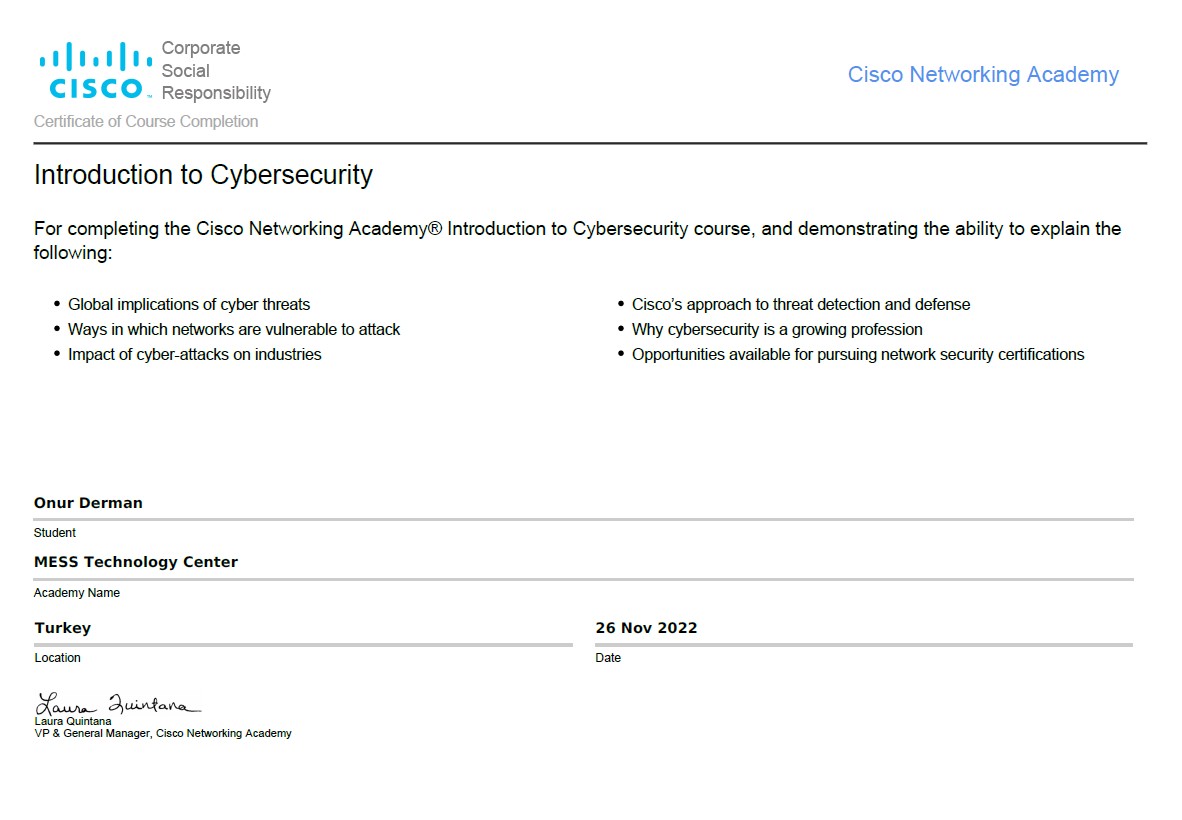 Corporate
Social
CISCO™ Responsibility
Cisco Networking Academy
Certificate of Course Completion
Introduction to Cybersecurity
For completing the Cisco Networking Academy® Introduction to Cybersecurity course, and demonstrating the ability to explain the
following:
• Global implications of cyber threats
• Ways in which networks are vulnerable to attack
• Impact of cyber-attacks on industries
• Cisco’s approach to threat detection and defense
• Why cybersecurity is a growing profession
• Opportunities available for pursuing network security certifications
Onur Derman
Student
MESS Technology Center
Academy Name
Turkey
Location
26 Nov 2022
Date
Laura Quintana
Laura Quintana
VP & General Manager, Cisco Networking Academy